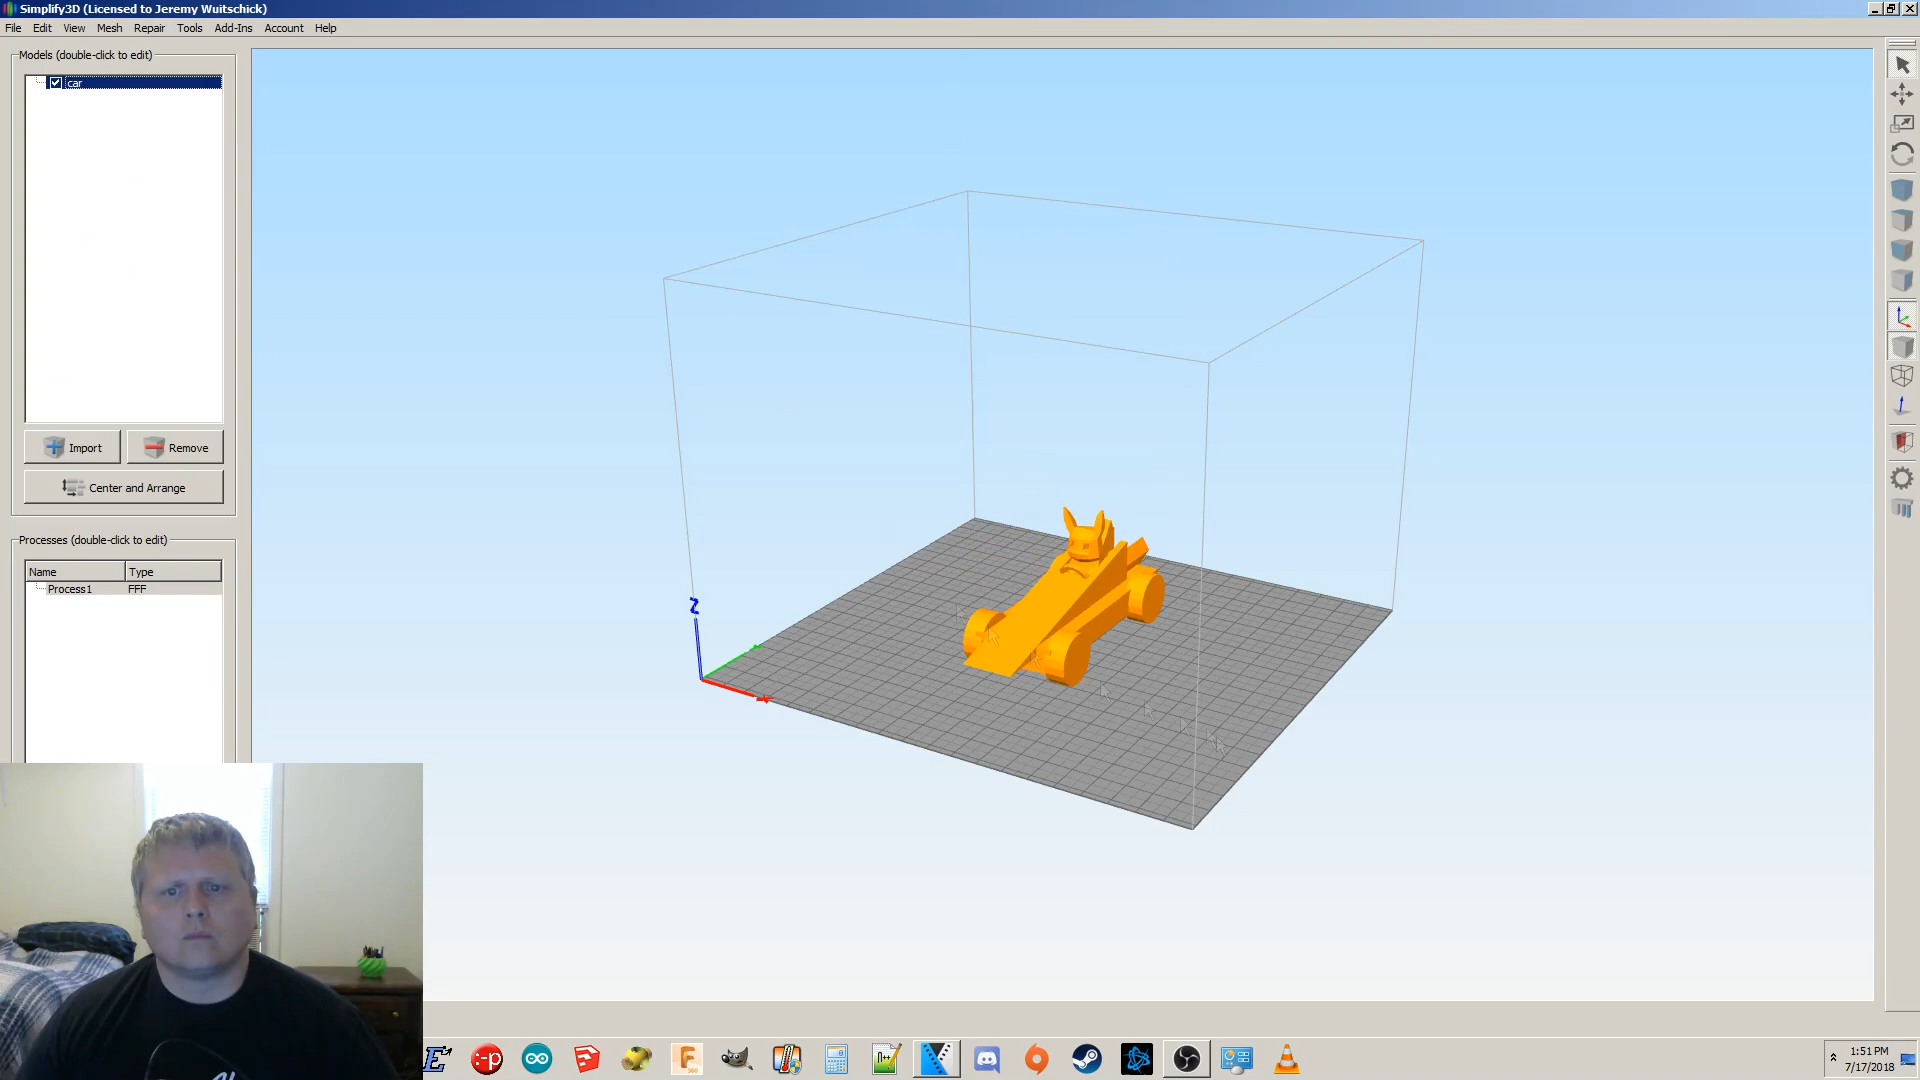 Simplify3D (Licensed to Jeremy Wuitschick)
File Edit View Mesh Repair Tools Add-Ins Account Help
Models (double-click to edit)
car
Import Remove
Center and Arrange
Processes (double-click to edit)
Name Type
Process1 FFF
Z
:-p
1:51 PM
7/17/2018